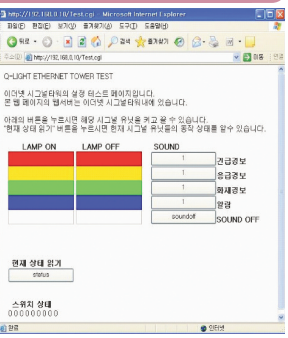 http://192.168.0.10/Test.cgi - Microsoft Internet Explorer
파일(F) 편집(E) 보기(V) 즐겨찾기(A) 도구(T) 도움말(H)
뒤로 검색 즐겨찾기
주소(D) http://192.168.0.10/Test.cgi 이동 연결
Q-LIGHT ETHERNET TOWER TEST
이더넷 시그널타워의 설정 테스트 페이지입니다.
본 웹 페이지의 웹서버는 이더넷 시그널타워내에 있습니다.
아래의 버튼을 누르시면 해당 시그널 유닛을 켜고 끌 수 있습니다.
"현재 상태 읽기" 버튼을 누르시면 현재 시그널 유닛들의 동작 상태를 알수 있습니다.
LAMP ON LAMP OFF SOUND
1 긴급경보
1 응급경보
1 화재경보
1 알람
soundoff SOUND OFF
현재 상태 읽기
status
스위치 상태
000000000
완료 인터넷